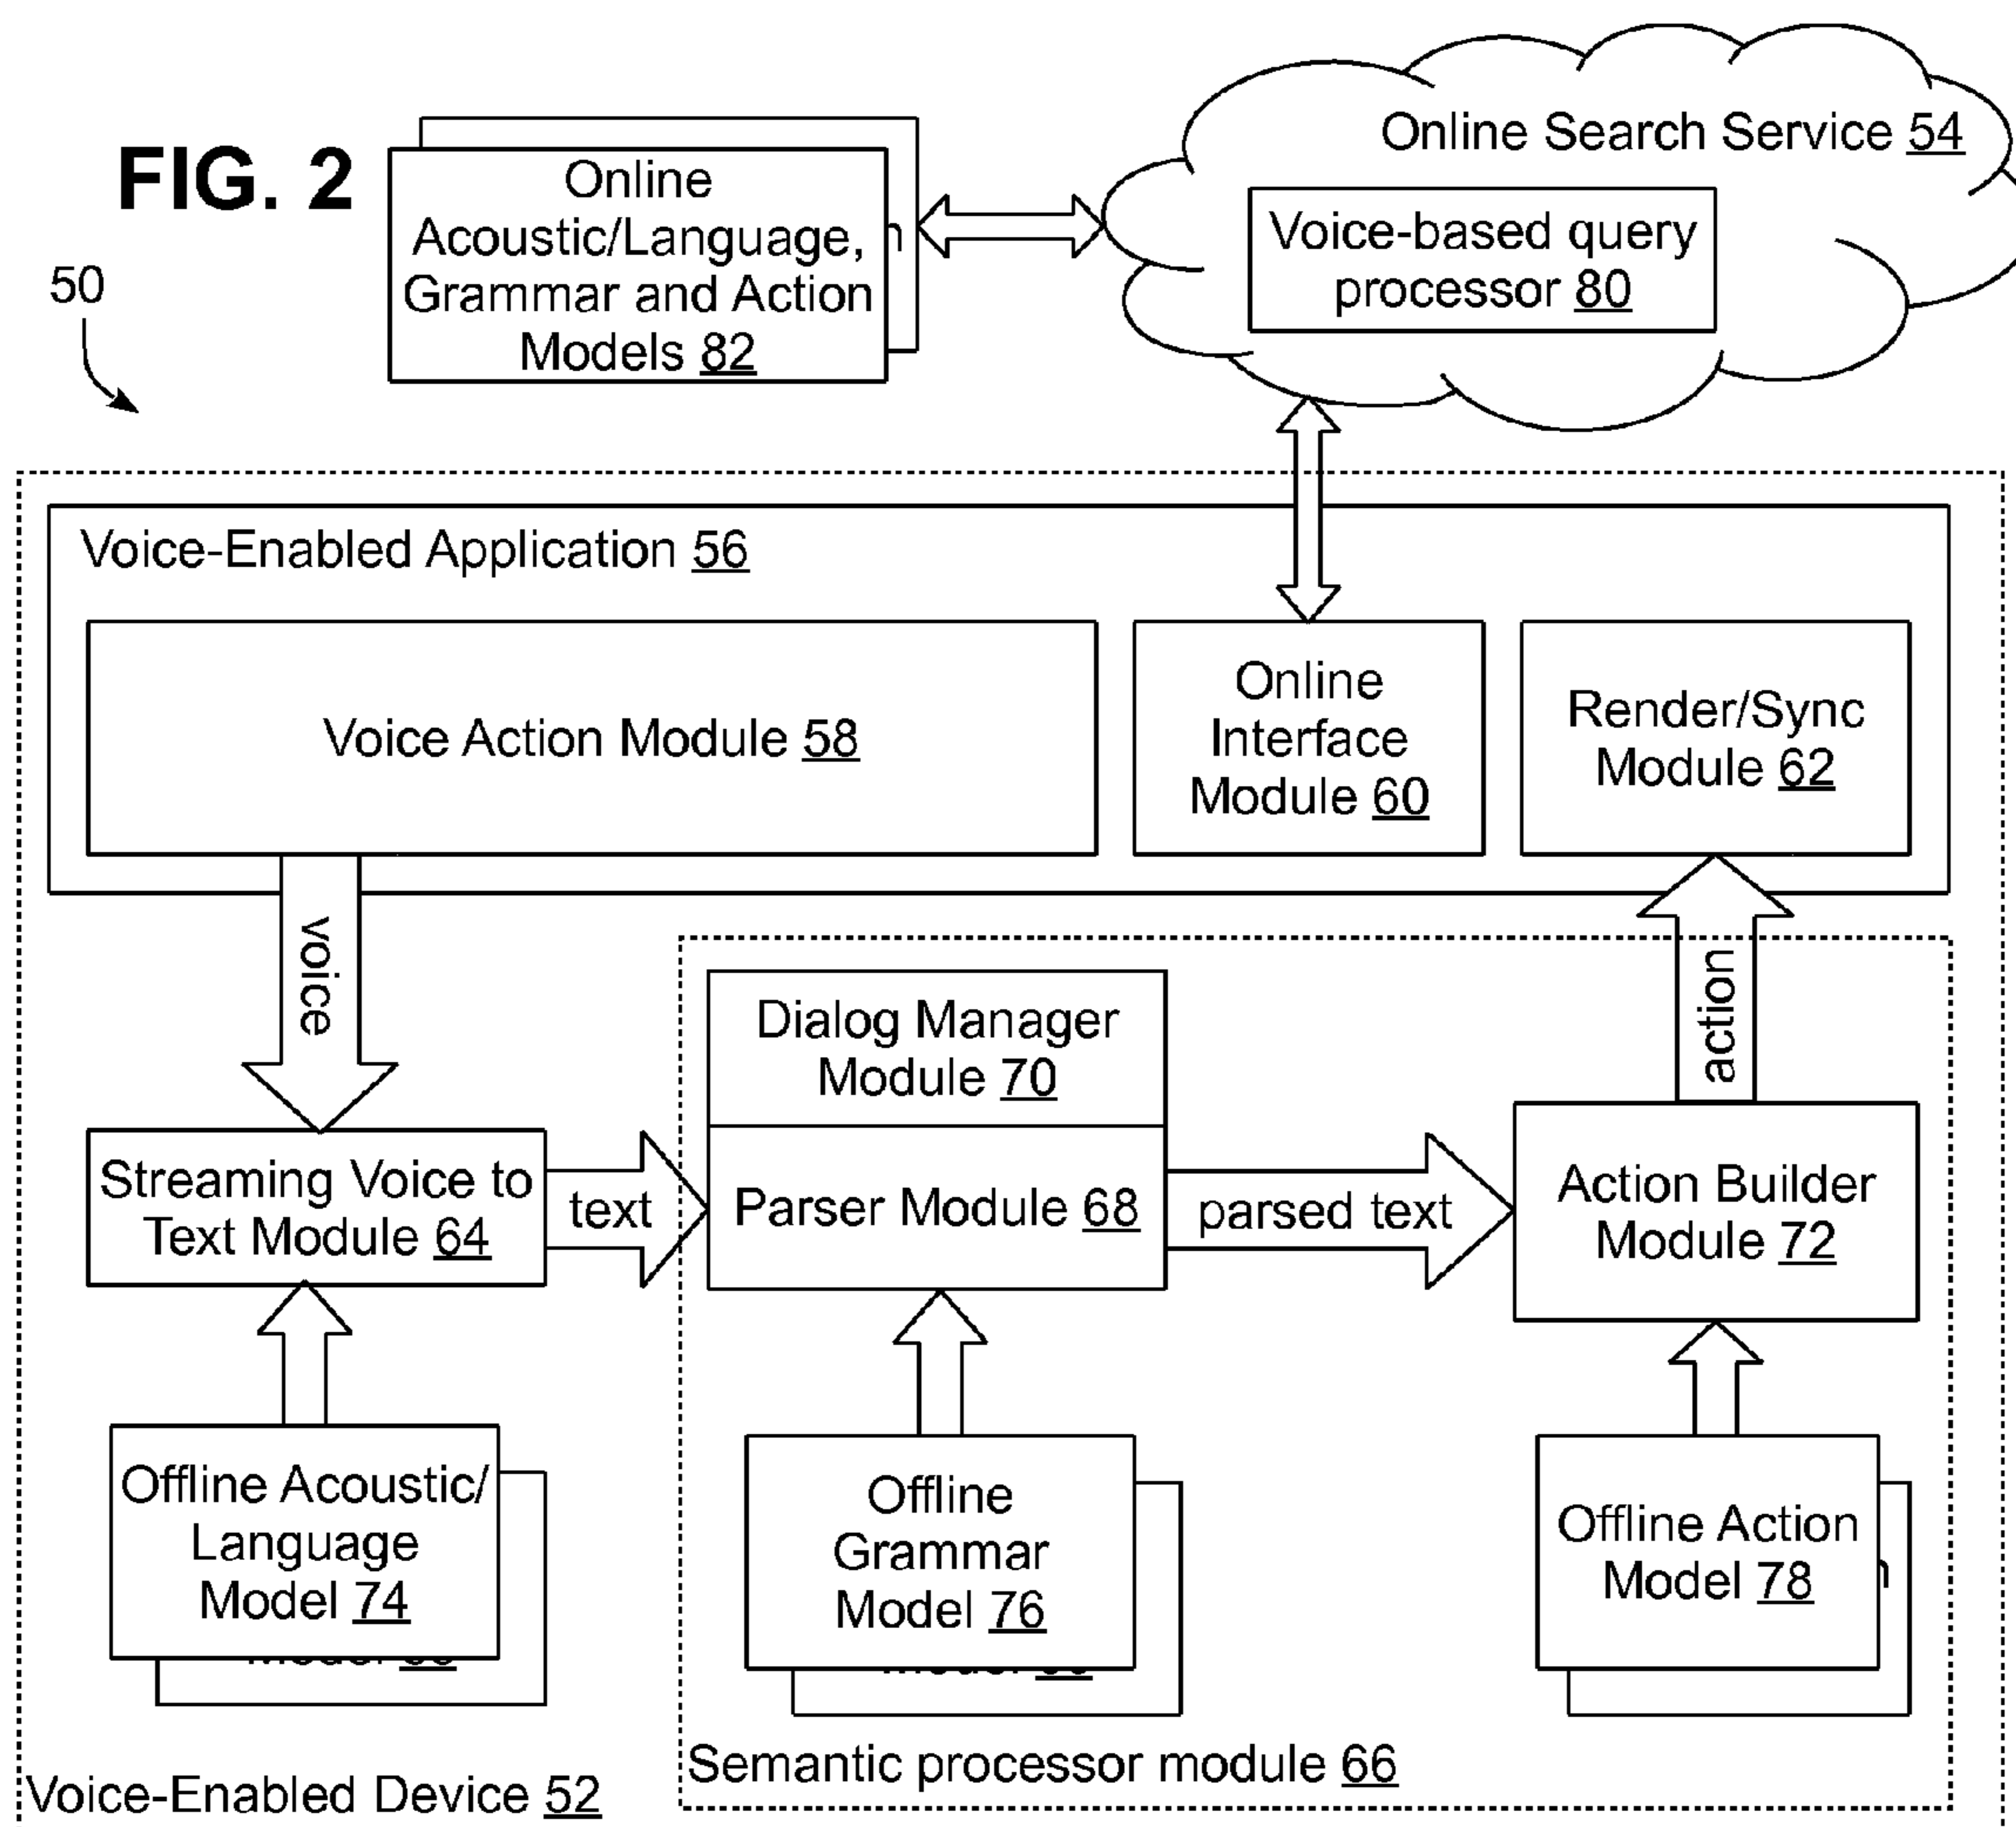 FIG. 2
50
Online
Acoustic/Language,
Grammar and Action
Models 82
Online Search Service 54
Voice-based query
processor 80
Voice-Enabled Application 56
Voice Action Module 58
Online
Interface
Module 60
Render/Sync
Module 62
voice
action
Dialog Manager
Module 70
Streaming Voice to
Text Module 64
text
Parser Module 68
parsed text
Action Builder
Module 72
Offline Acoustic/
Language
Model 74
Offline
Grammar
Model 76
Offline Action
Model 78
Semantic processor module 66
Voice-Enabled Device 52